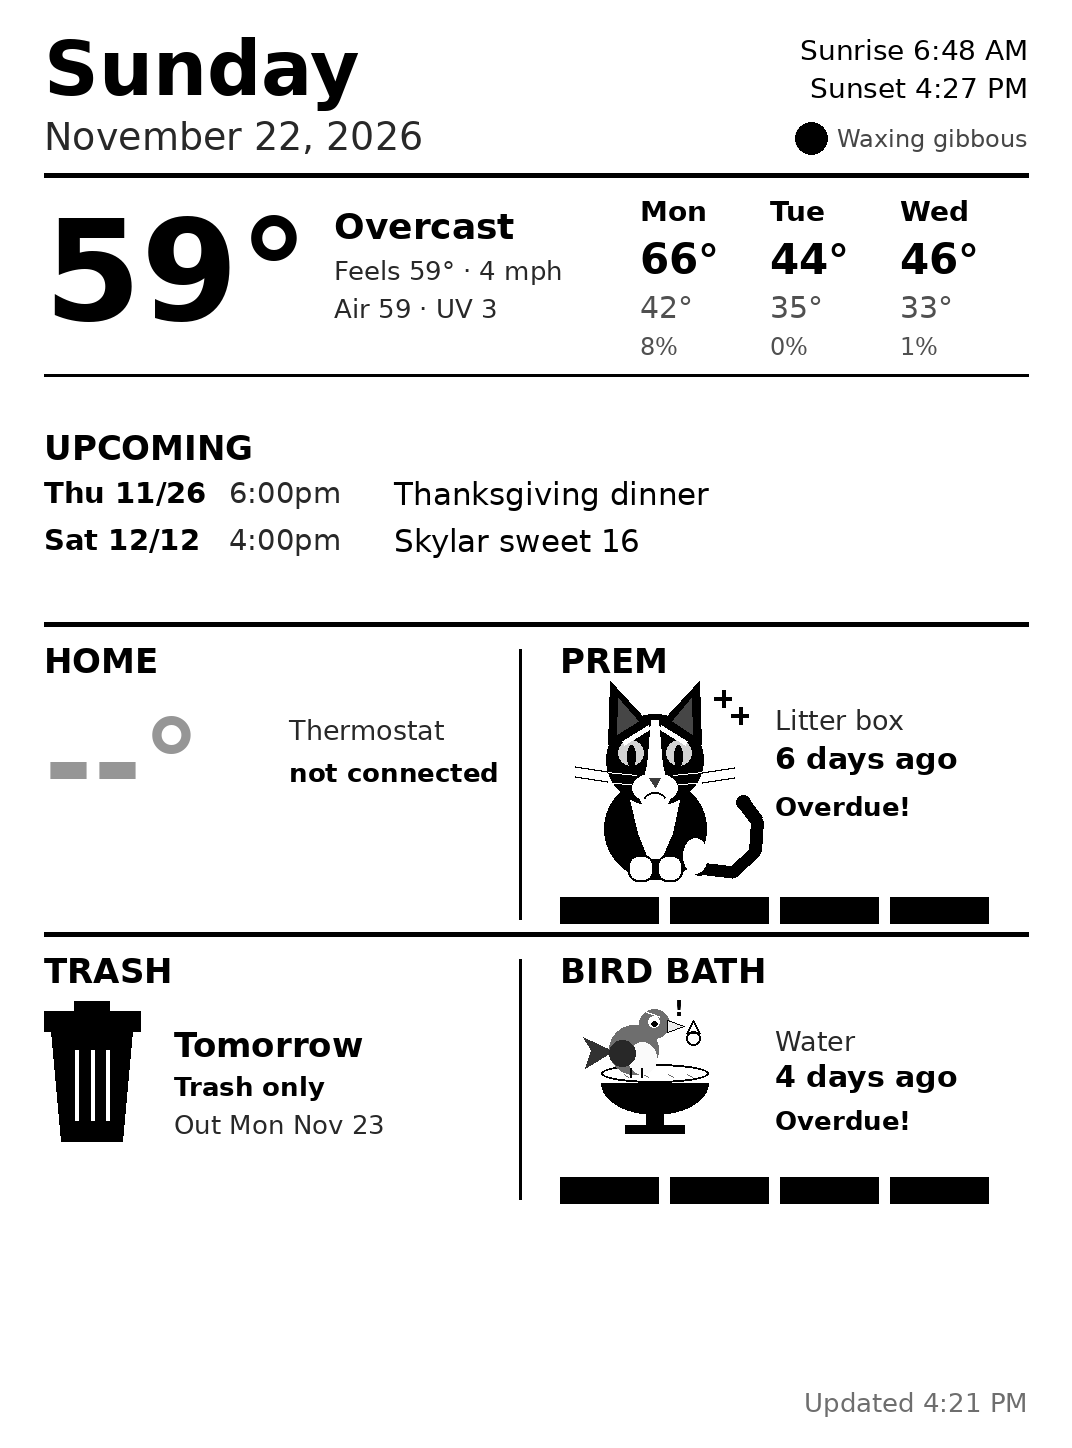 Sunday
November 22, 2026
Sunrise 6:48 AM
Sunset 4:27 PM
Waxing gibbous
59°
Overcast
Feels 59° · 4 mph
Air 59 · UV 3
Mon Tue Wed
66° 44° 46°
42° 35° 33°
8% 0% 1%
UPCOMING
Thu 11/26 6:00pm Thanksgiving dinner
Sat 12/12 4:00pm Skylar sweet 16
HOME
--°
Thermostat
not connected
PREM
++
Litter box
6 days ago
Overdue!
TRASH
Tomorrow
Trash only
Out Mon Nov 23
BIRD BATH
!
Water
4 days ago
Overdue!
Updated 4:21 PM